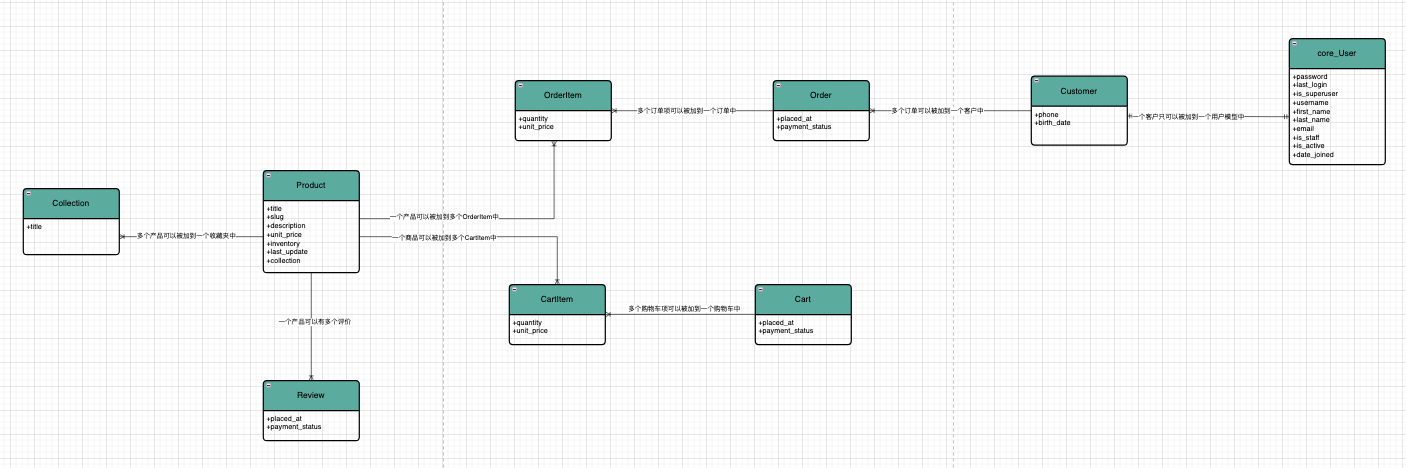 Collection
+title
多个产品可以被加到一个收藏夹中
Product
+title
+slug
+description
+unit_price
+inventory
+last_update
+collection
一个产品可以有多个评价
Review
+placed_at
+payment_status
一个产品可以被加到多个OrderItem中
一个商品可以被加到多个CartItem中
OrderItem
+quantity
+unit_price
多个订单项可以被加到一个订单中
Order
+placed_at
+payment_status
CartItem
+quantity
+unit_price
多个购物车项可以被加到一个购物车中
Cart
+placed_at
+payment_status
多个订单可以被加到一个客户中
Customer
+phone
+birth_date
一个客户只可以被加到一个用户模型中
core_User
+password
+last_login
+is_superuser
+username
+first_name
+last_name
+email
+is_staff
+is_active
+date_joined